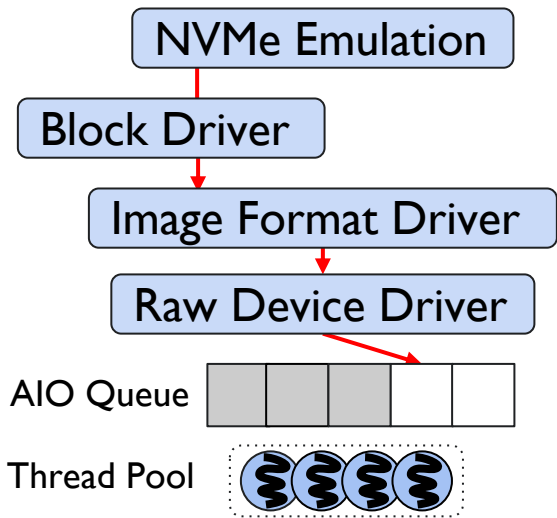 NVMe Emulation
Block Driver
Image Format Driver
Raw Device Driver
AIO Queue
Thread Pool